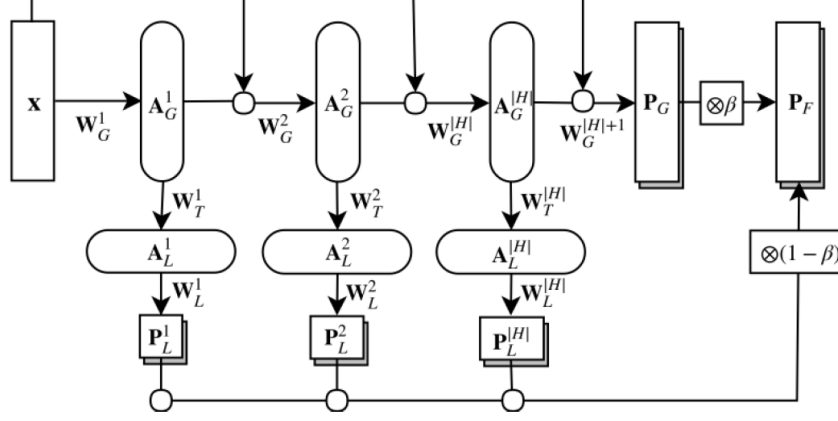 x A_G^1 A_G^2 A_G^{|H|} P_G ⊗β P_F
W_G^1 W_G^2 W_G^{|H|} W_G^{|H|+1}
W_T^1 W_T^2 W_T^{|H|}
A_L^1 A_L^2 A_L^{|H|} ⊗(1 − β)
W_L^1 W_L^2 W_L^{|H|}
P_L^1 P_L^2 P_L^{|H|}